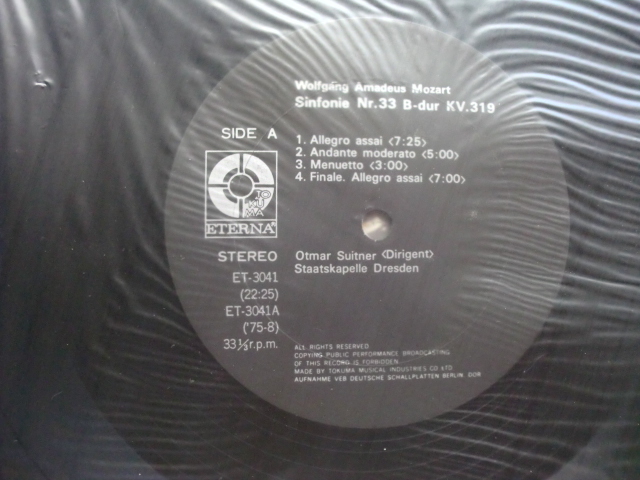 Wolfgang Amadeus Mozart
Sinfonie Nr.33 B-dur KV.319
SIDE A
1. Allegro assai <7:25>
2. Andante moderato <5:00>
3. Menuetto <3:00>
4. Finale. Allegro assai <7:00>
TOKUMA
ETERNA
STEREO
ET-3041
(22:25)
ET-3041A
('75-8)
33⅓r.p.m.
Otmar Suitner <Dirigent>
Staatskapelle Dresden
ALL RIGHTS RESERVED
COPYING PUBLIC PERFORMANCE BROADCASTING
OF THIS RECORD IS FORBIDDEN
MADE BY TOKUMA MUSICAL INDUSTRIES CO LTD
AUFNAHME VEB DEUTSCHE SCHALLPLATTEN BERLIN. DDR